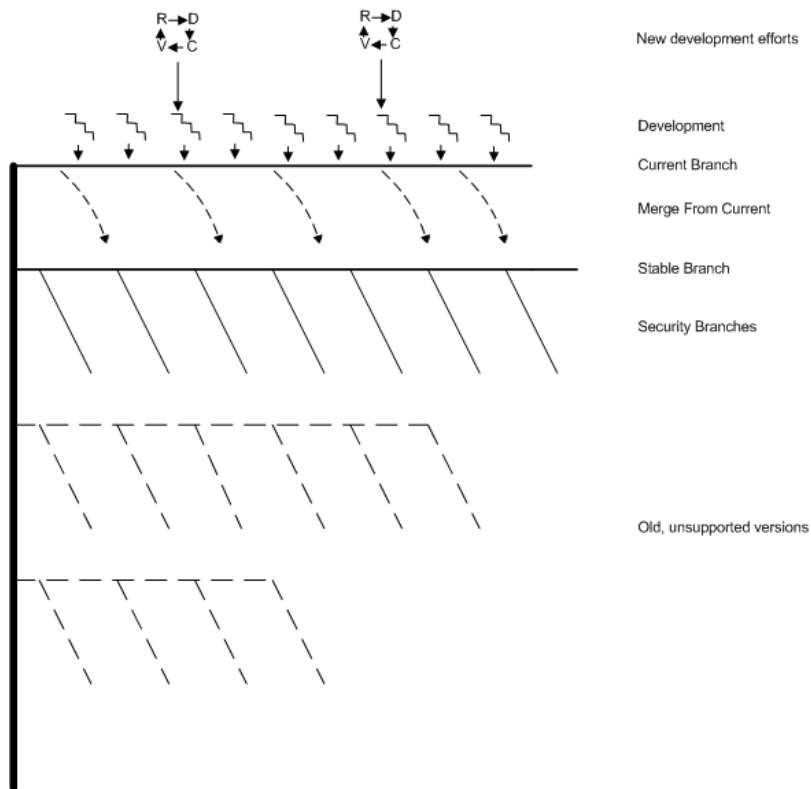 R D R D
V C V C
New development efforts
Development
Current Branch
Merge From Current
Stable Branch
Security Branches
Old, unsupported versions